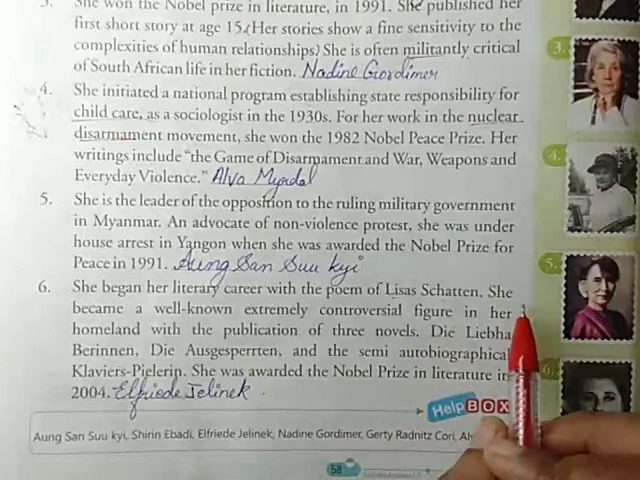 3. She won the Nobel prize in literature, in 1991. She published her
first short story at age 15. (Her stories show a fine sensitivity to the
complexities of human relationships.) She is often militantly critical
of South African life in her fiction. Nadine Gordimer
4. She initiated a national program establishing state responsibility for
child care, as a sociologist in the 1930s. For her work in the nuclear
disarmament movement, she won the 1982 Nobel Peace Prize. Her
writings include “the Game of Disarmament and War, Weapons and
Everyday Violence.” Alva Myrdal
5. She is the leader of the opposition to the ruling military government
in Myanmar. An advocate of non-violence protest, she was under
house arrest in Yangon when she was awarded the Nobel Prize for
Peace in 1991. Aung San Suu kyi
6. She began her literary career with the poem of Lisas Schatten. She
became a well-known extremely controversial figure in her
homeland with the publication of three novels. Die Liebha
Berinnen, Die Ausgesperrten, and the semi autobiographical
Klaviers-Pielerin. She was awarded the Nobel Prize in literature in
2004. Elfriede Jelinek.
Help BOX
Aung San Suu kyi, Shirin Ebadi, Elfriede Jelinek, Nadine Gordimer, Gerty Radnitz Cori,
58
3.
4.
5.
6.